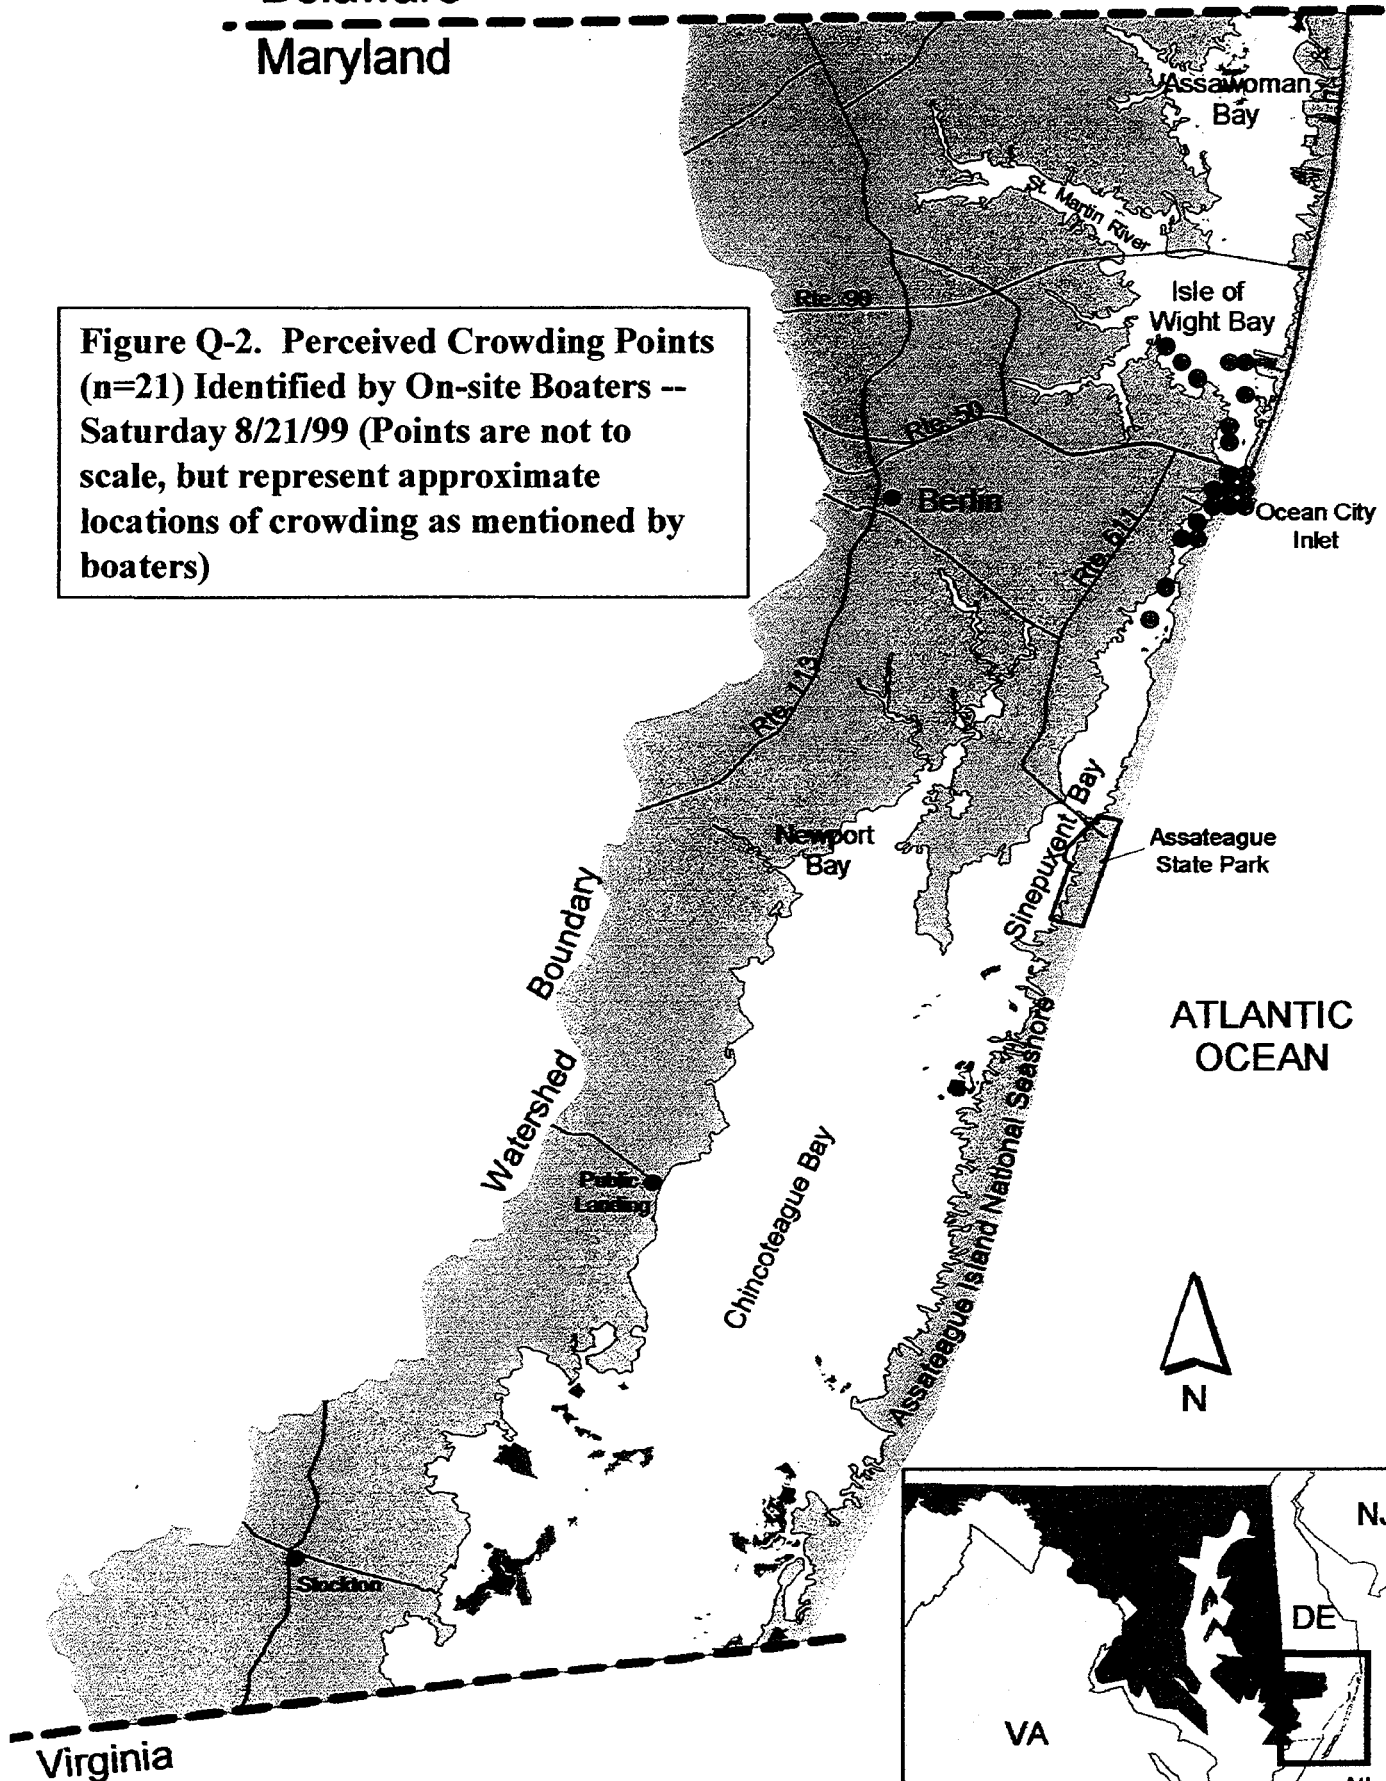 Delaware
Maryland
Assawoman
Bay
St. Martin River
Isle of
Wight Bay
Rte. 90
Figure Q-2. Perceived Crowding Points
(n=21) Identified by On-site Boaters --
Saturday 8/21/99 (Points are not to
scale, but represent approximate
locations of crowding as mentioned by
boaters)
Rte. 50
Berlin
Ocean City
Inlet
Rte. 611
Rte. 113
Newport
Bay
Sinepuxent Bay
Assateague
State Park
Watershed Boundary
ATLANTIC
OCEAN
Assateague Island National Seashore
Public
Landing
Chincoteague Bay
N
Stockton
Virginia
NJ
DE
VA